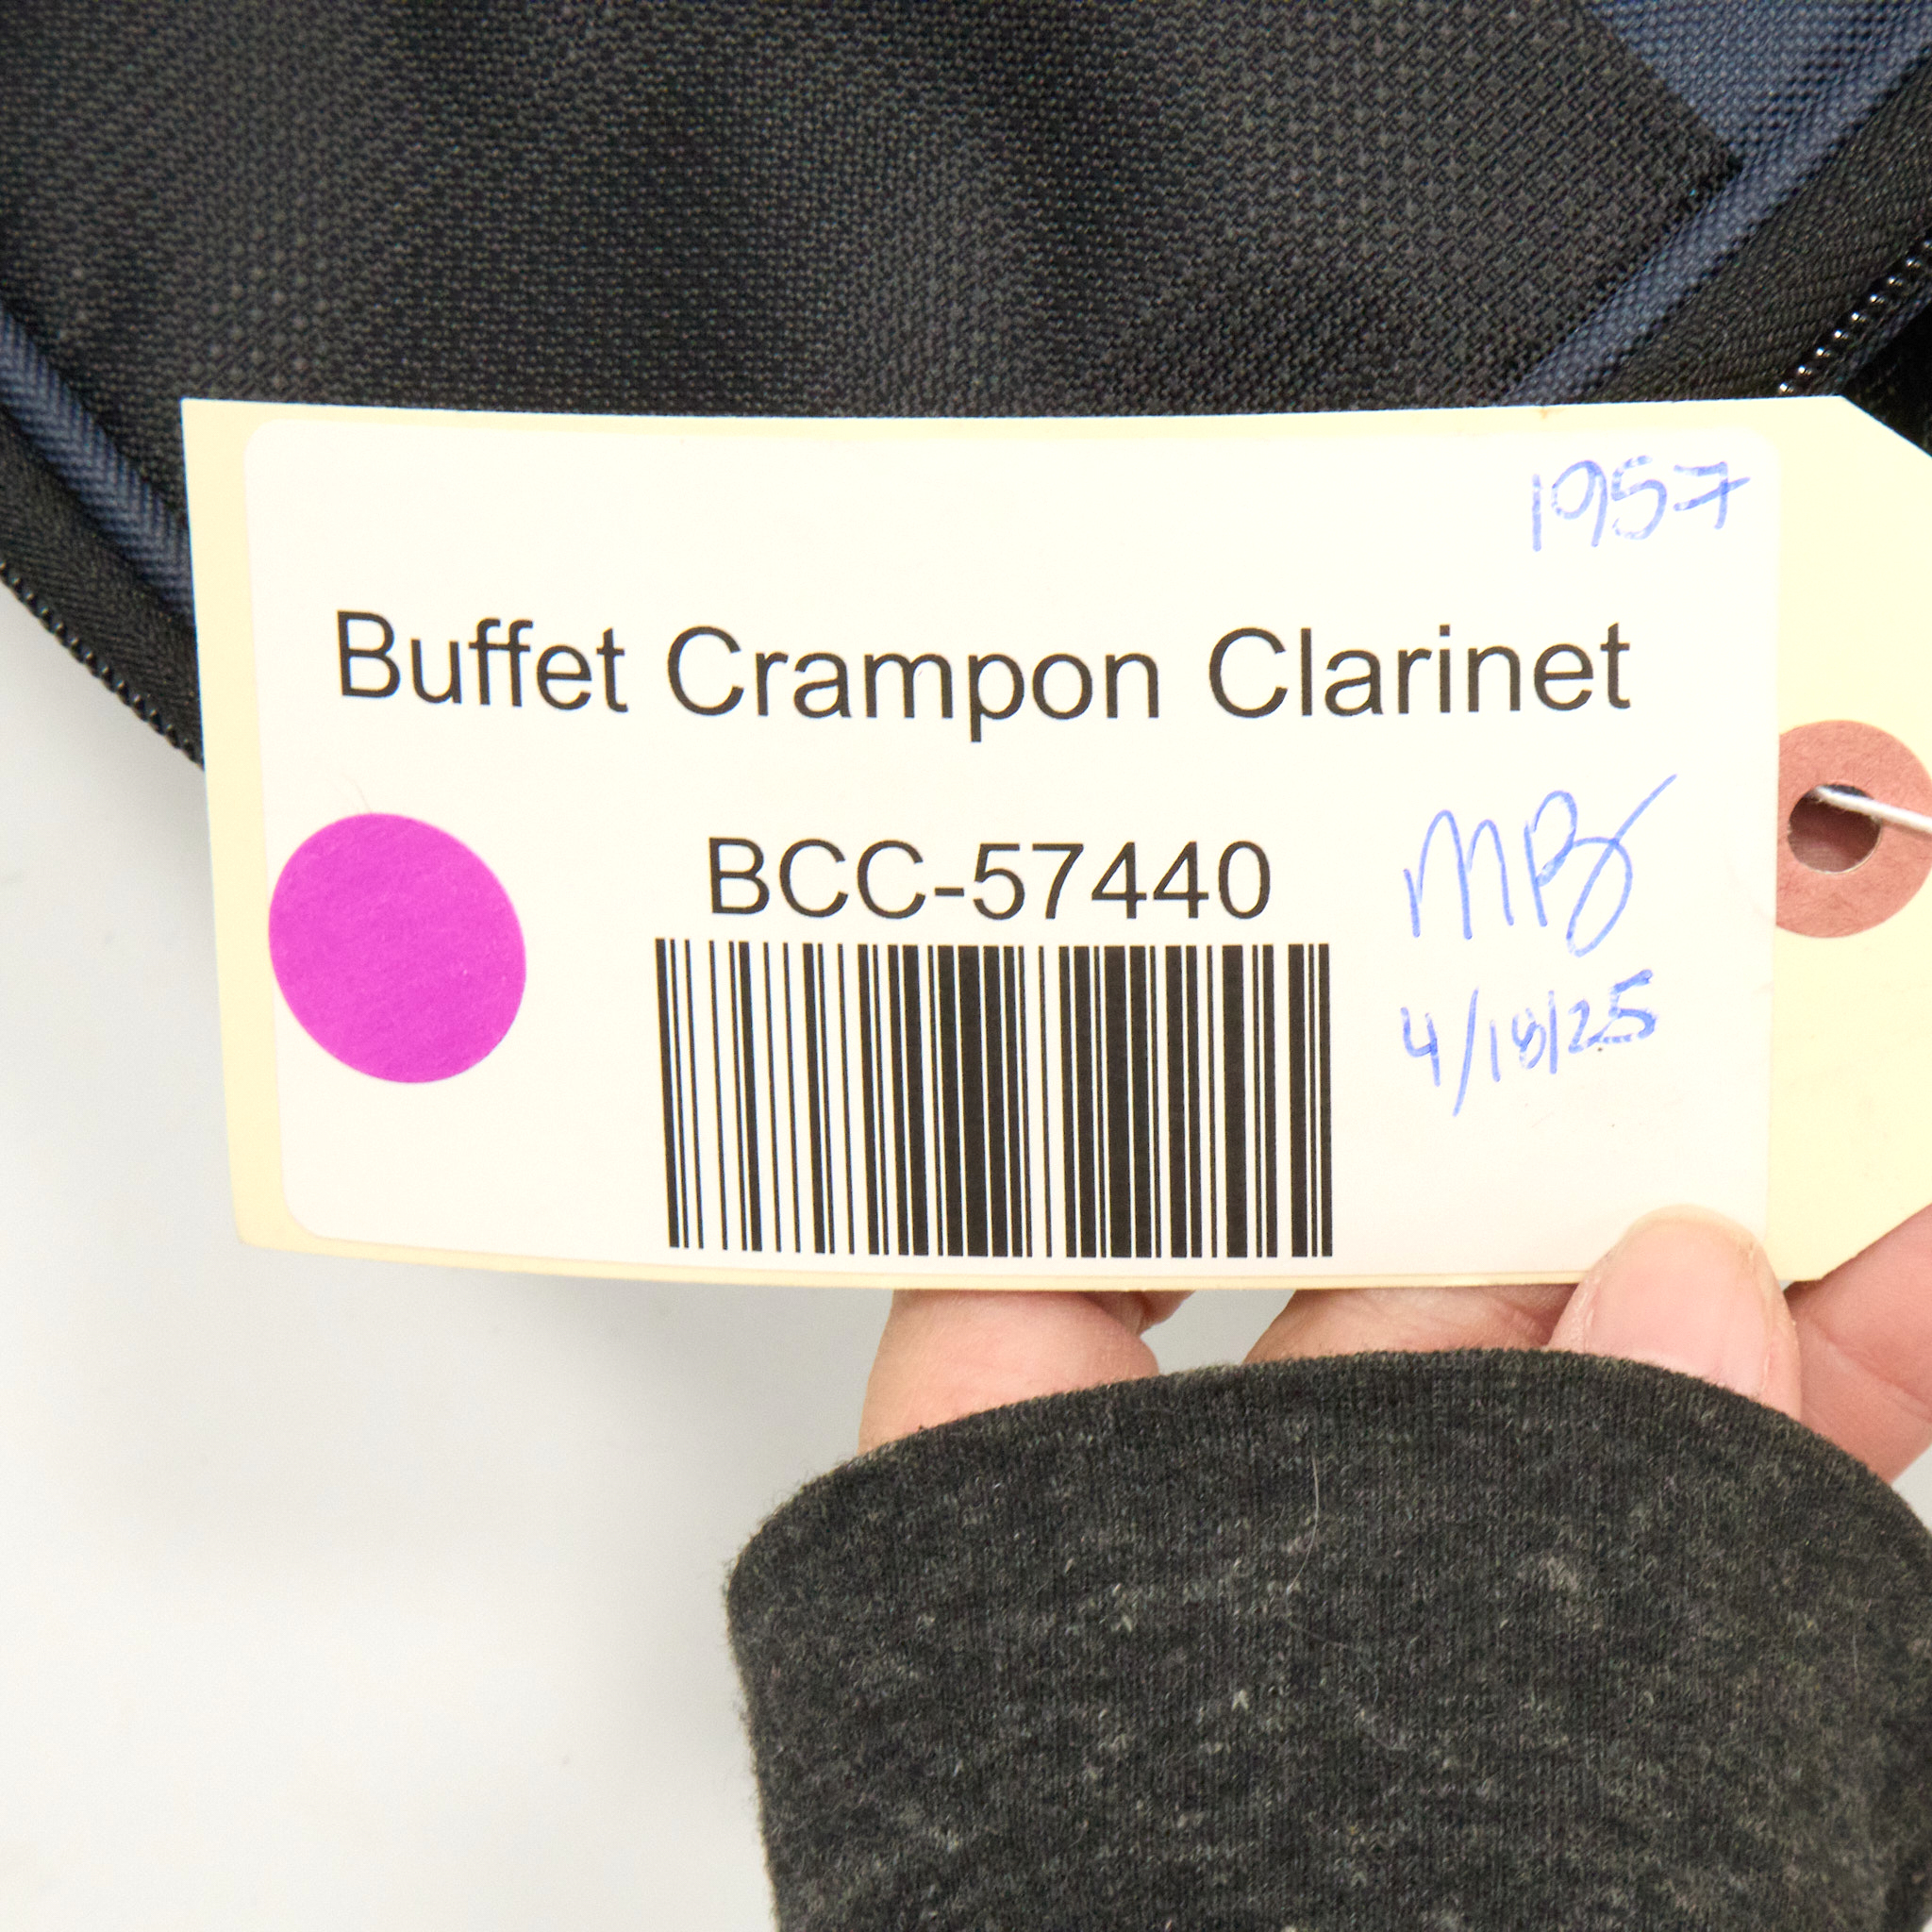 1957
Buffet Crampon Clarinet
BCC-57440
MB
4/18/25